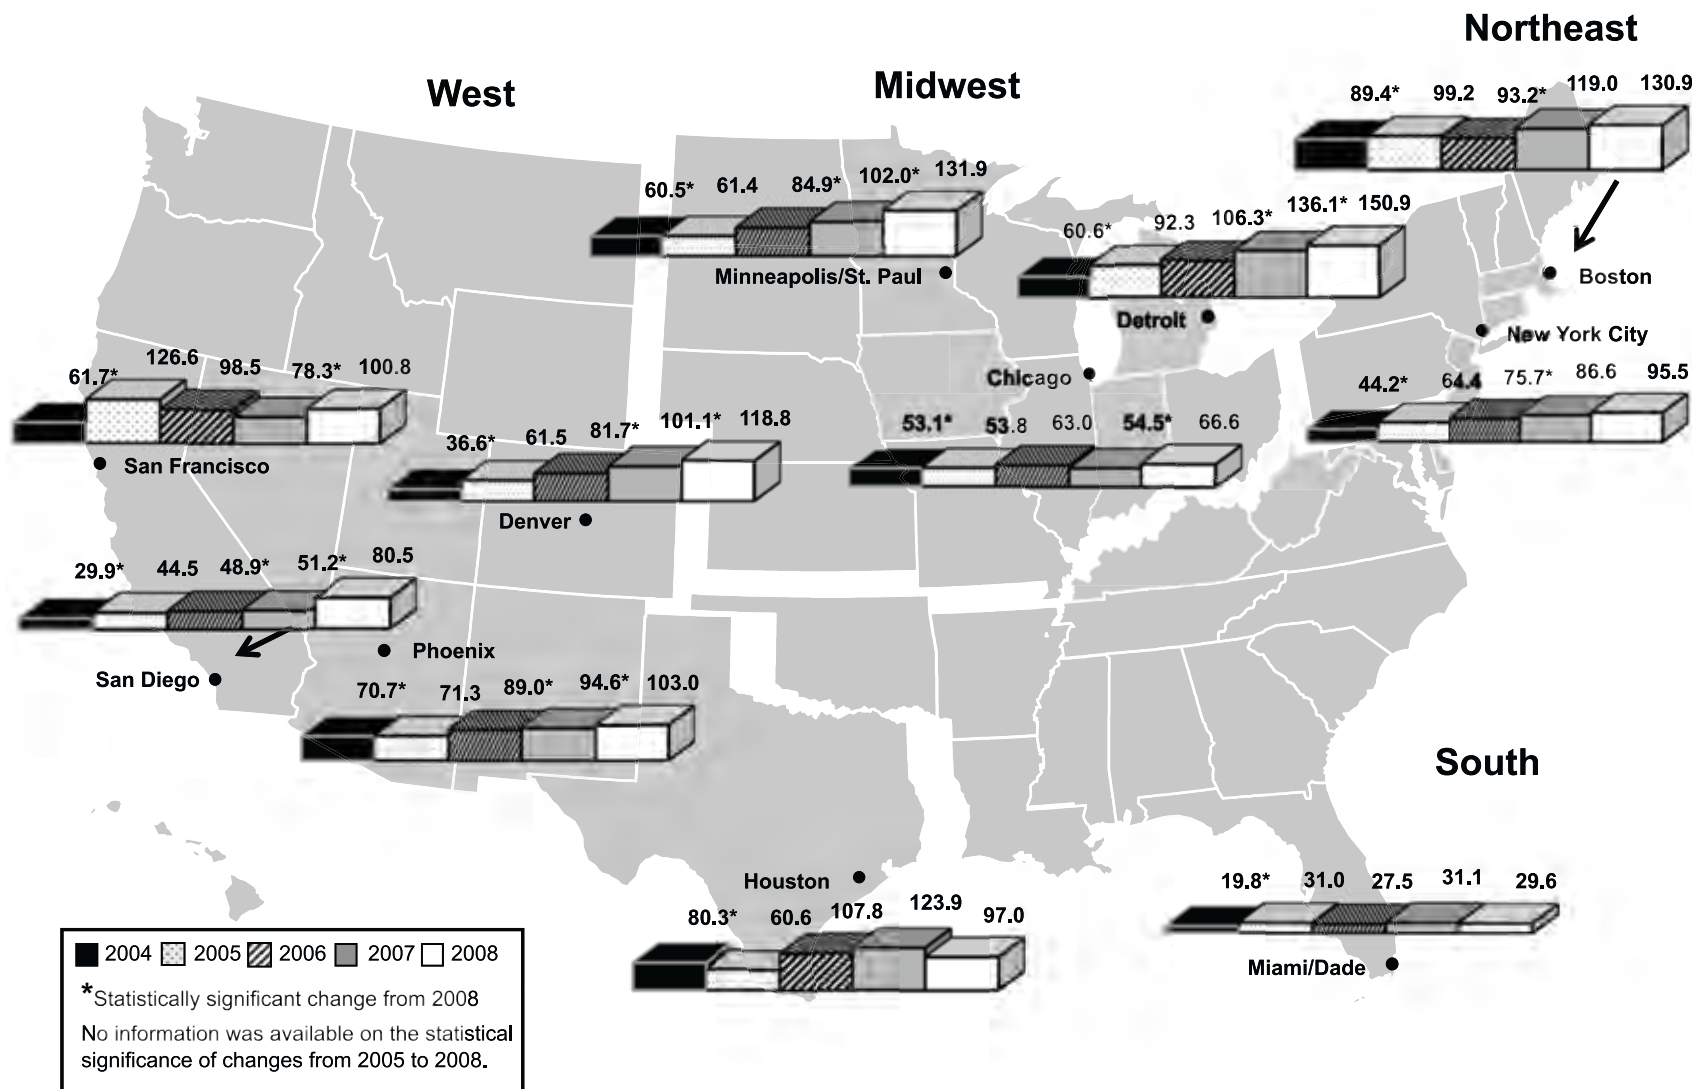 Northeast
West
Midwest
89.4* 99.2 93.2* 119.0 130.9
60.5* 61.4 84.9* 102.0* 131.9
Minneapolis/St. Paul
60.6* 92.3 106.3* 136.1* 150.9
Detroit
Boston
New York City
44.2* 64.4 75.7* 86.6 95.5
61.7* 126.6 98.5 78.3* 100.8
San Francisco
Chicago
53.1* 53.8 63.0 54.5* 66.6
36.6* 61.5 81.7* 101.1* 118.8
Denver
29.9* 44.5 48.9* 51.2* 80.5
San Diego
Phoenix
70.7* 71.3 89.0* 94.6* 103.0
South
Houston
80.3* 60.6 107.8 123.9 97.0
19.8* 31.0 27.5 31.1 29.6
Miami/Dade
2004 2005 2006 2007 2008
*Statistically significant change from 2008
No information was available on the statistical
significance of changes from 2005 to 2008.